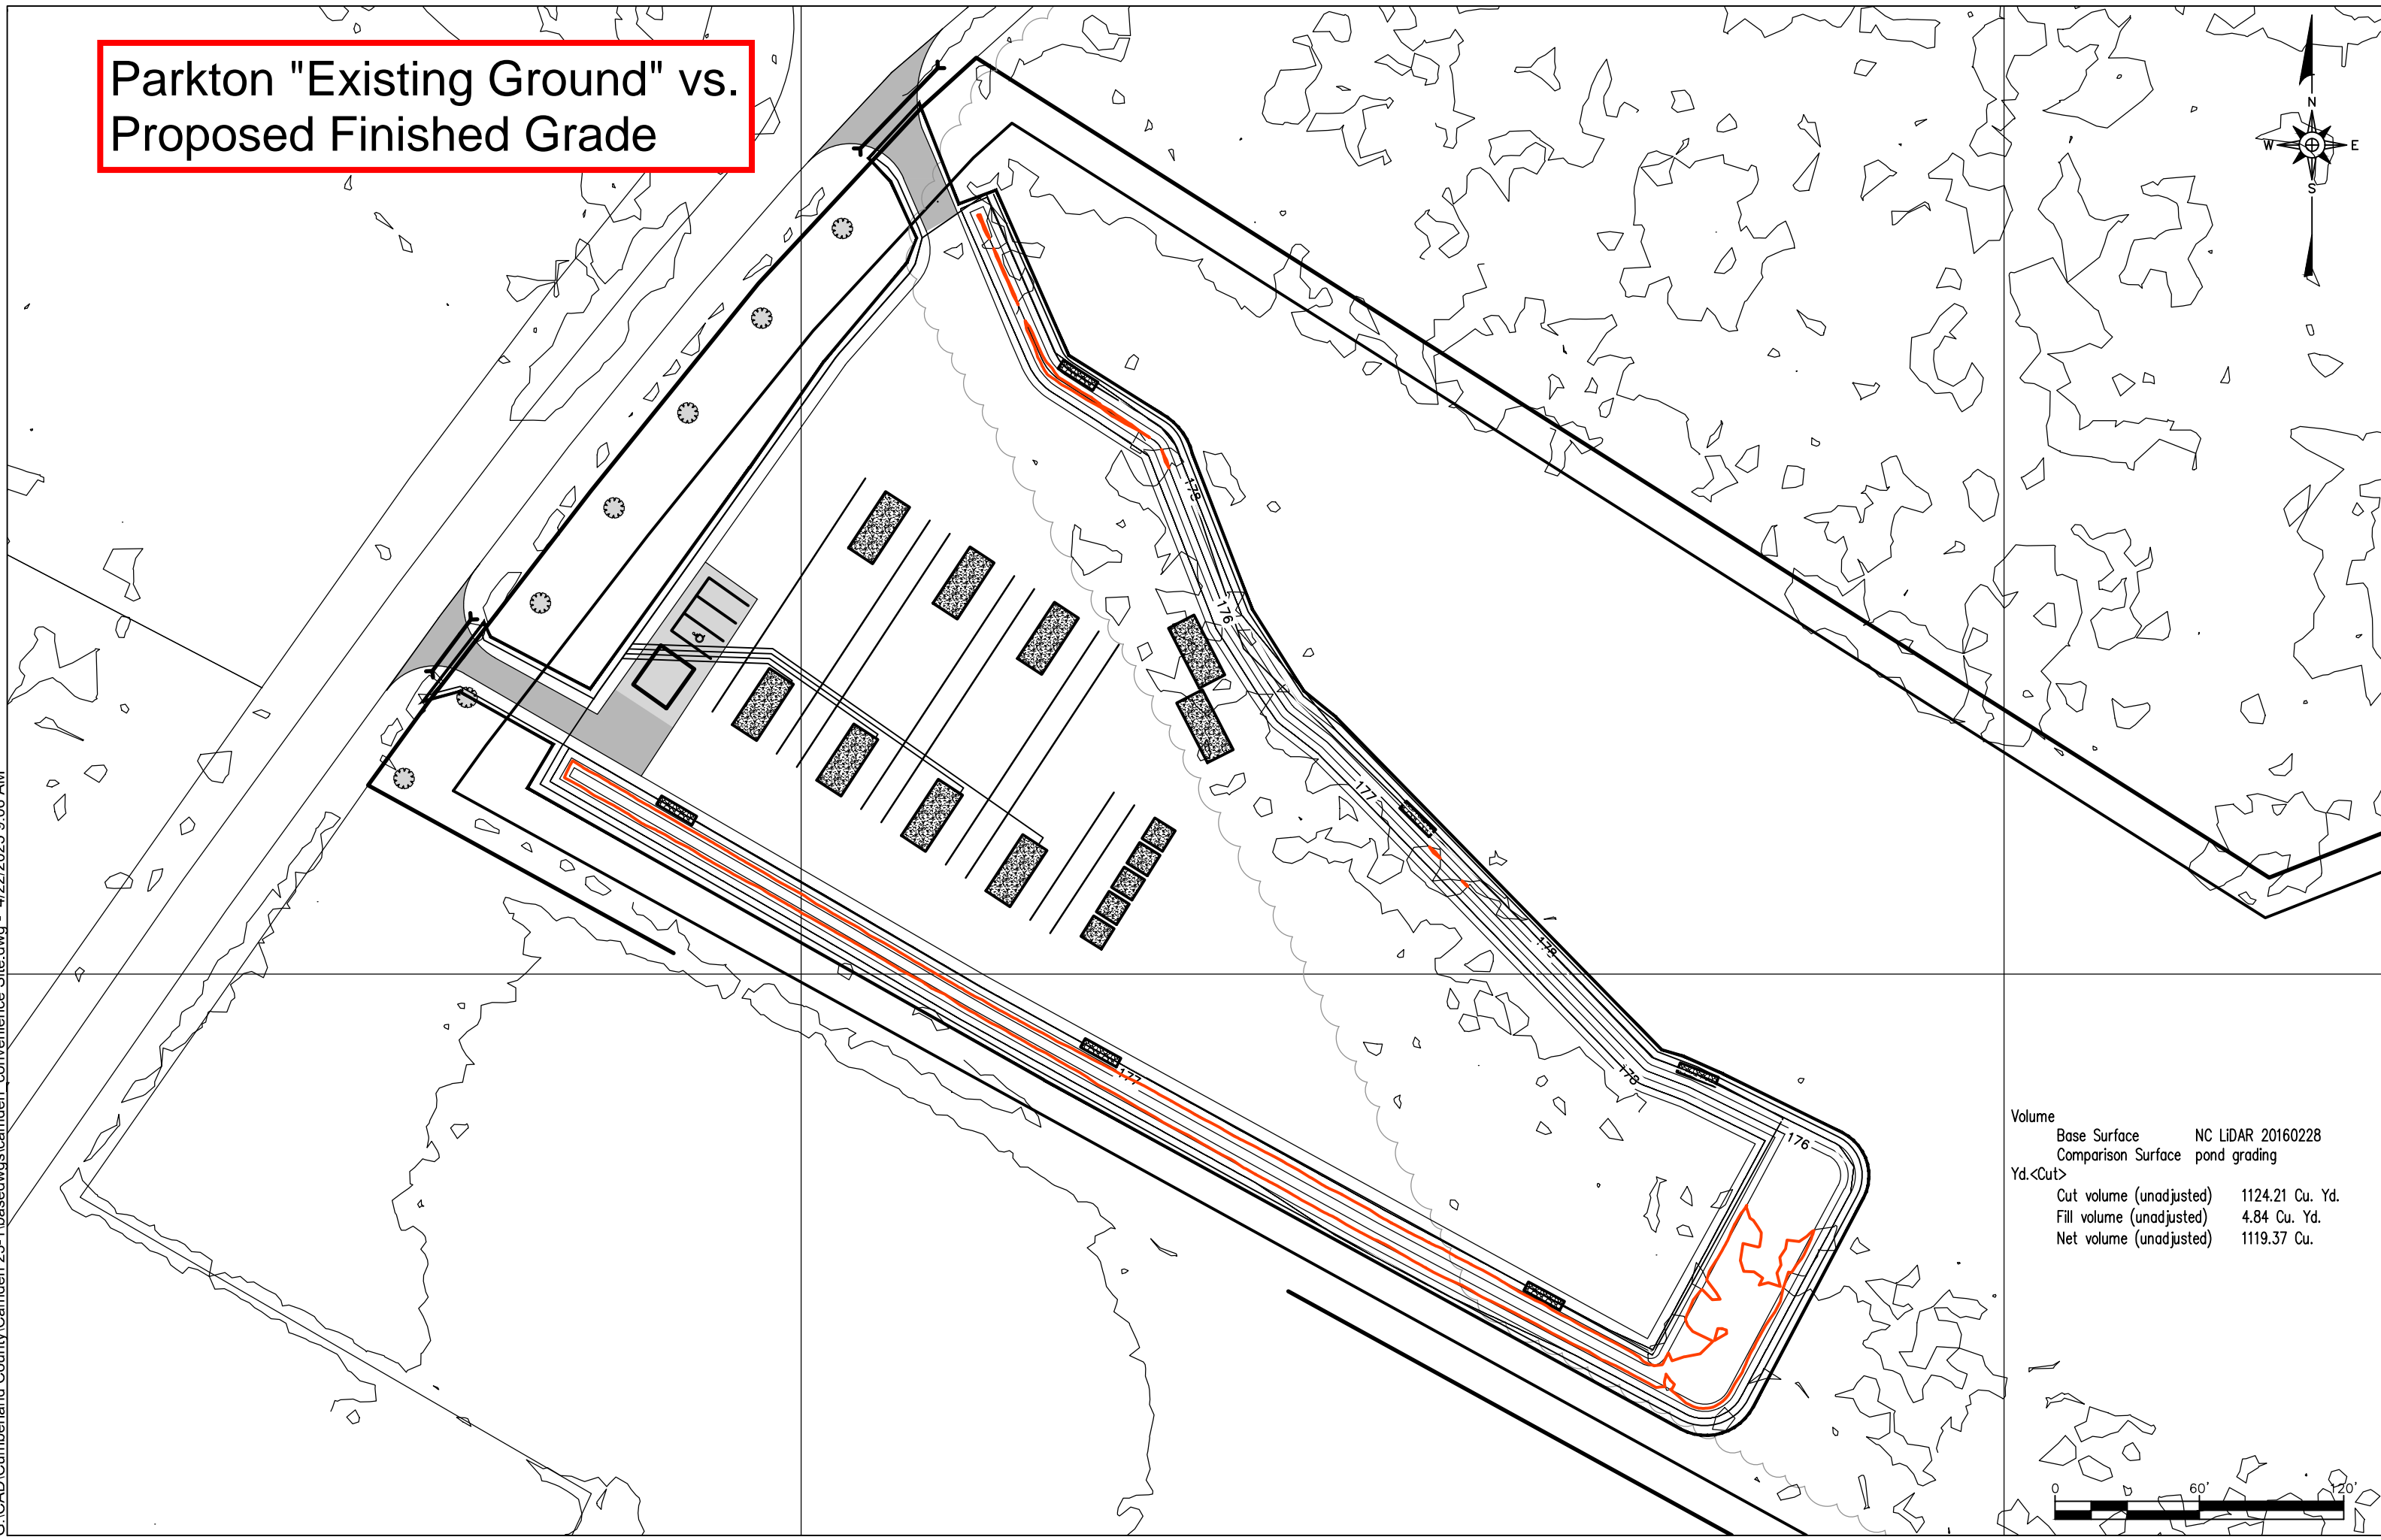 Parkton "Existing Ground" vs.
Proposed Finished Grade
N
W
E
S
178
176
177
178
178
177
176
Volume
Base Surface NC LiDAR 20160228
Comparison Surface pond grading
Yd.<Cut>
Cut volume (unadjusted) 1124.21 Cu. Yd.
Fill volume (unadjusted) 4.84 Cu. Yd.
Net volume (unadjusted) 1119.37 Cu.
0 60' 120'